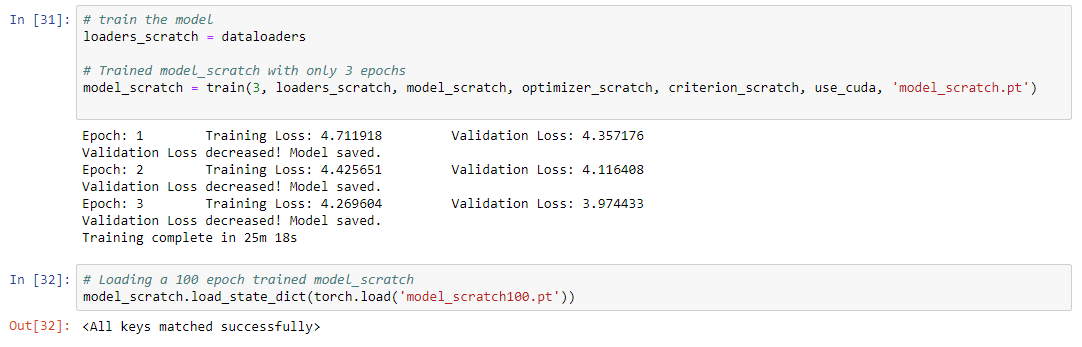 In [31]: # train the model
loaders_scratch = dataloaders
# Trained model_scratch with only 3 epochs
model_scratch = train(3, loaders_scratch, model_scratch, optimizer_scratch, criterion_scratch, use_cuda, 'model_scratch.pt')
Epoch: 1 Training Loss: 4.711918 Validation Loss: 4.357176
Validation Loss decreased! Model saved.
Epoch: 2 Training Loss: 4.425651 Validation Loss: 4.116408
Validation Loss decreased! Model saved.
Epoch: 3 Training Loss: 4.269604 Validation Loss: 3.974433
Validation Loss decreased! Model saved.
Training complete in 25m 18s
In [32]: # Loading a 100 epoch trained model_scratch
model_scratch.load_state_dict(torch.load('model_scratch100.pt'))
Out[32]: <All keys matched successfully>